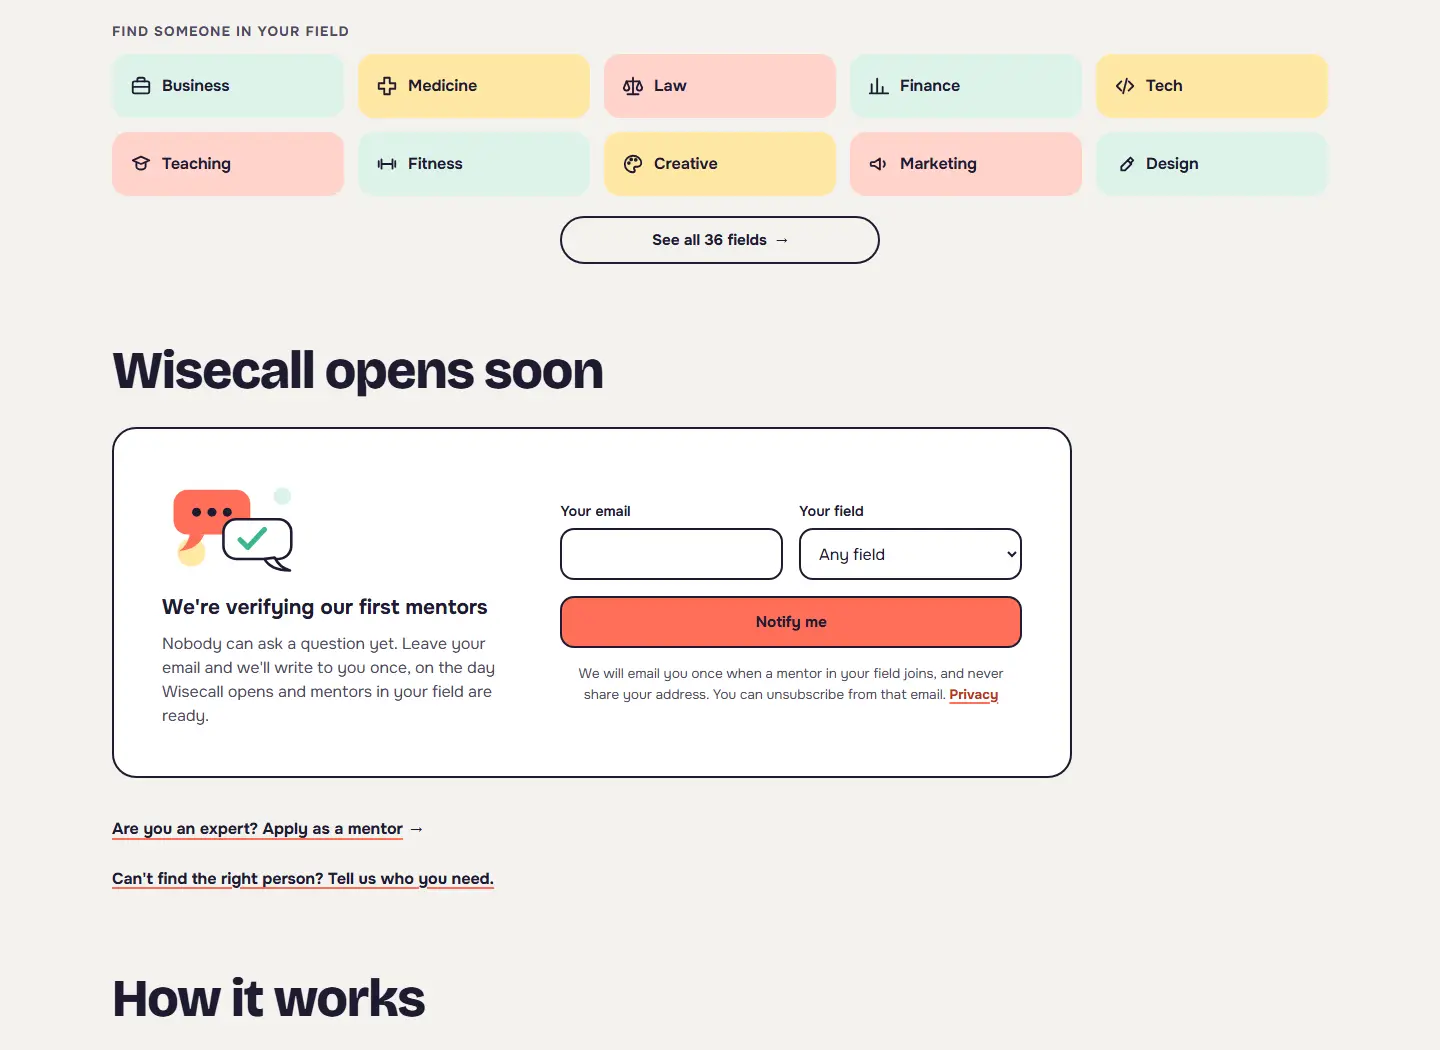 FIND SOMEONE IN YOUR FIELD
Business
Medicine
Law
Finance
Tech
Teaching
Fitness
Creative
Marketing
Design
See all 36 fields →
Wisecall opens soon
We're verifying our first mentors
Nobody can ask a question yet. Leave your
email and we'll write to you once, on the day
Wisecall opens and mentors in your field are
ready.
Your email
Your field
Any field
Notify me
We will email you once when a mentor in your field joins, and never
share your address. You can unsubscribe from that email. Privacy
Are you an expert? Apply as a mentor →
Can't find the right person? Tell us who you need.
How it works